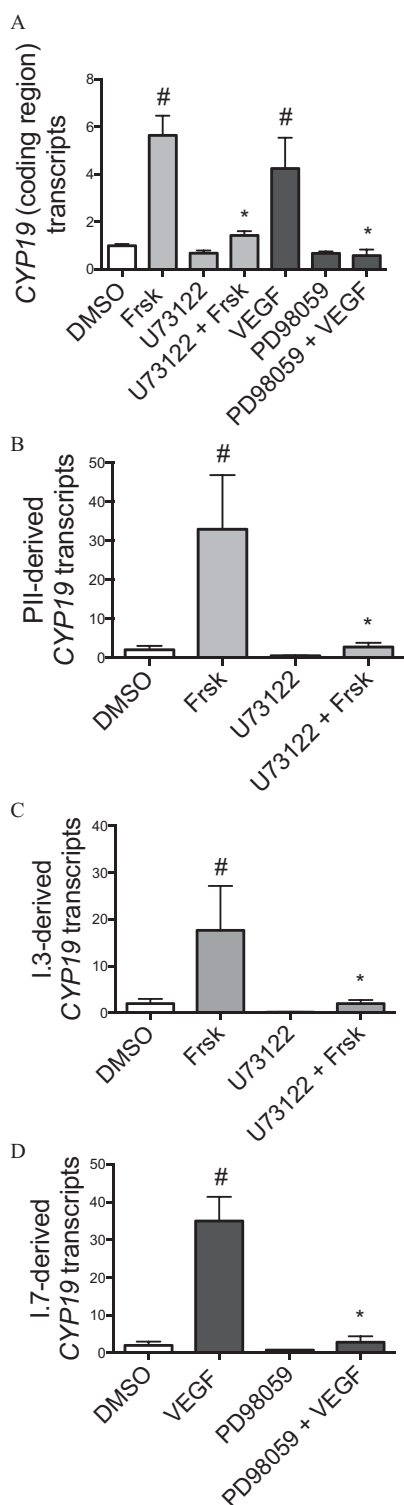 A
CYP19 (coding region)
transcripts
8
6
4
2
0
#
*
#
*
DMSO
Frsk
U73122
U73122 + Frsk
VEGF
PD98059
PD98059 + VEGF
B
PII-derived
CYP19 transcripts
50
40
30
20
10
0
#
*
DMSO
Frsk
U73122
U73122 + Frsk
C
I.3-derived
CYP19 transcripts
40
30
20
10
0
#
*
DMSO
Frsk
U73122
U73122 + Frsk
D
I.7-derived
CYP19 transcripts
50
40
30
20
10
0
#
*
DMSO
VEGF
PD98059
PD98059 + VEGF